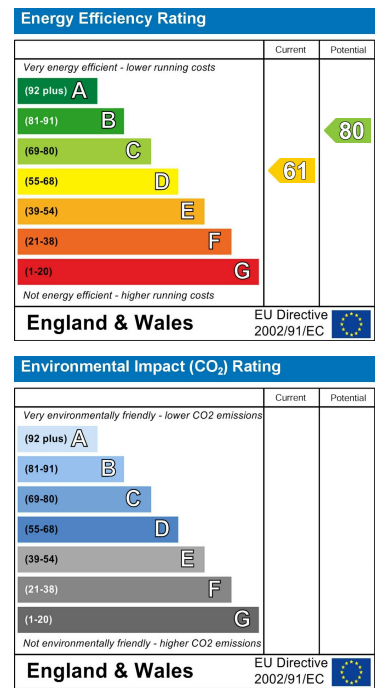 Energy Efficiency Rating
Current Potential
Very energy efficient - lower running costs
(92 plus) A
(81-91) B
(69-80) C
(55-68) D
(39-54) E
(21-38) F
(1-20) G
61
80
Not energy efficient - higher running costs
England & Wales
EU Directive
2002/91/EC
Environmental Impact (CO₂) Rating
Current Potential
Very environmentally friendly - lower CO2 emissions
(92 plus) A
(81-91) B
(69-80) C
(55-68) D
(39-54) E
(21-38) F
(1-20) G
Not environmentally friendly - higher CO2 emissions
England & Wales
EU Directive
2002/91/EC